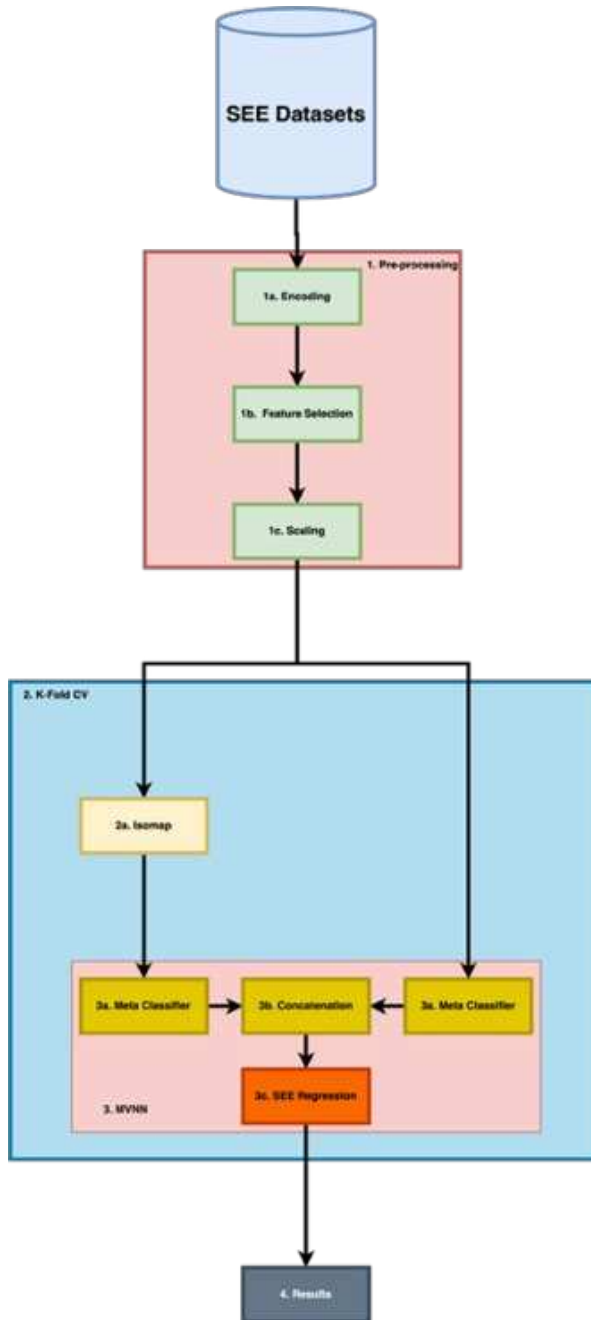 SEE Datasets
1. Pre-processing
1a. Encoding
1b. Feature Selection
1c. Scaling
2. K-Fold CV
2a. Isomap
3a. Meta Classifier
3b. Concatenation
3a. Meta Classifier
3c. SEE Regression
3. MVNN
4. Results